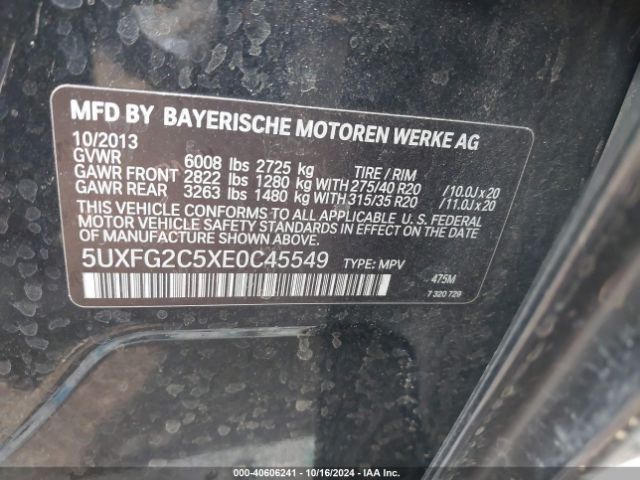 MFD BY BAYERISCHE MOTOREN WERKE AG
10/2013
GVWR 6008 lbs 2725 kg TIRE / RIM
GAWR FRONT 2822 lbs 1280 kg WITH 275/40 R20 /10.0J x 20
GAWR REAR 3263 lbs 1480 kg WITH 315/35 R20 /11.0J x 20
THIS VEHICLE CONFORMS TO ALL APPLICABLE U. S. FEDERAL
MOTOR VEHICLE SAFETY STANDARDS IN EFFECT ON THE
DATE OF MANUFACTURE SHOWN ABOVE.
5UXFG2C5XE0C45549 TYPE: MPV
475M
7 320 729
000-40606241 | 10/16/2024 | IAA Inc.